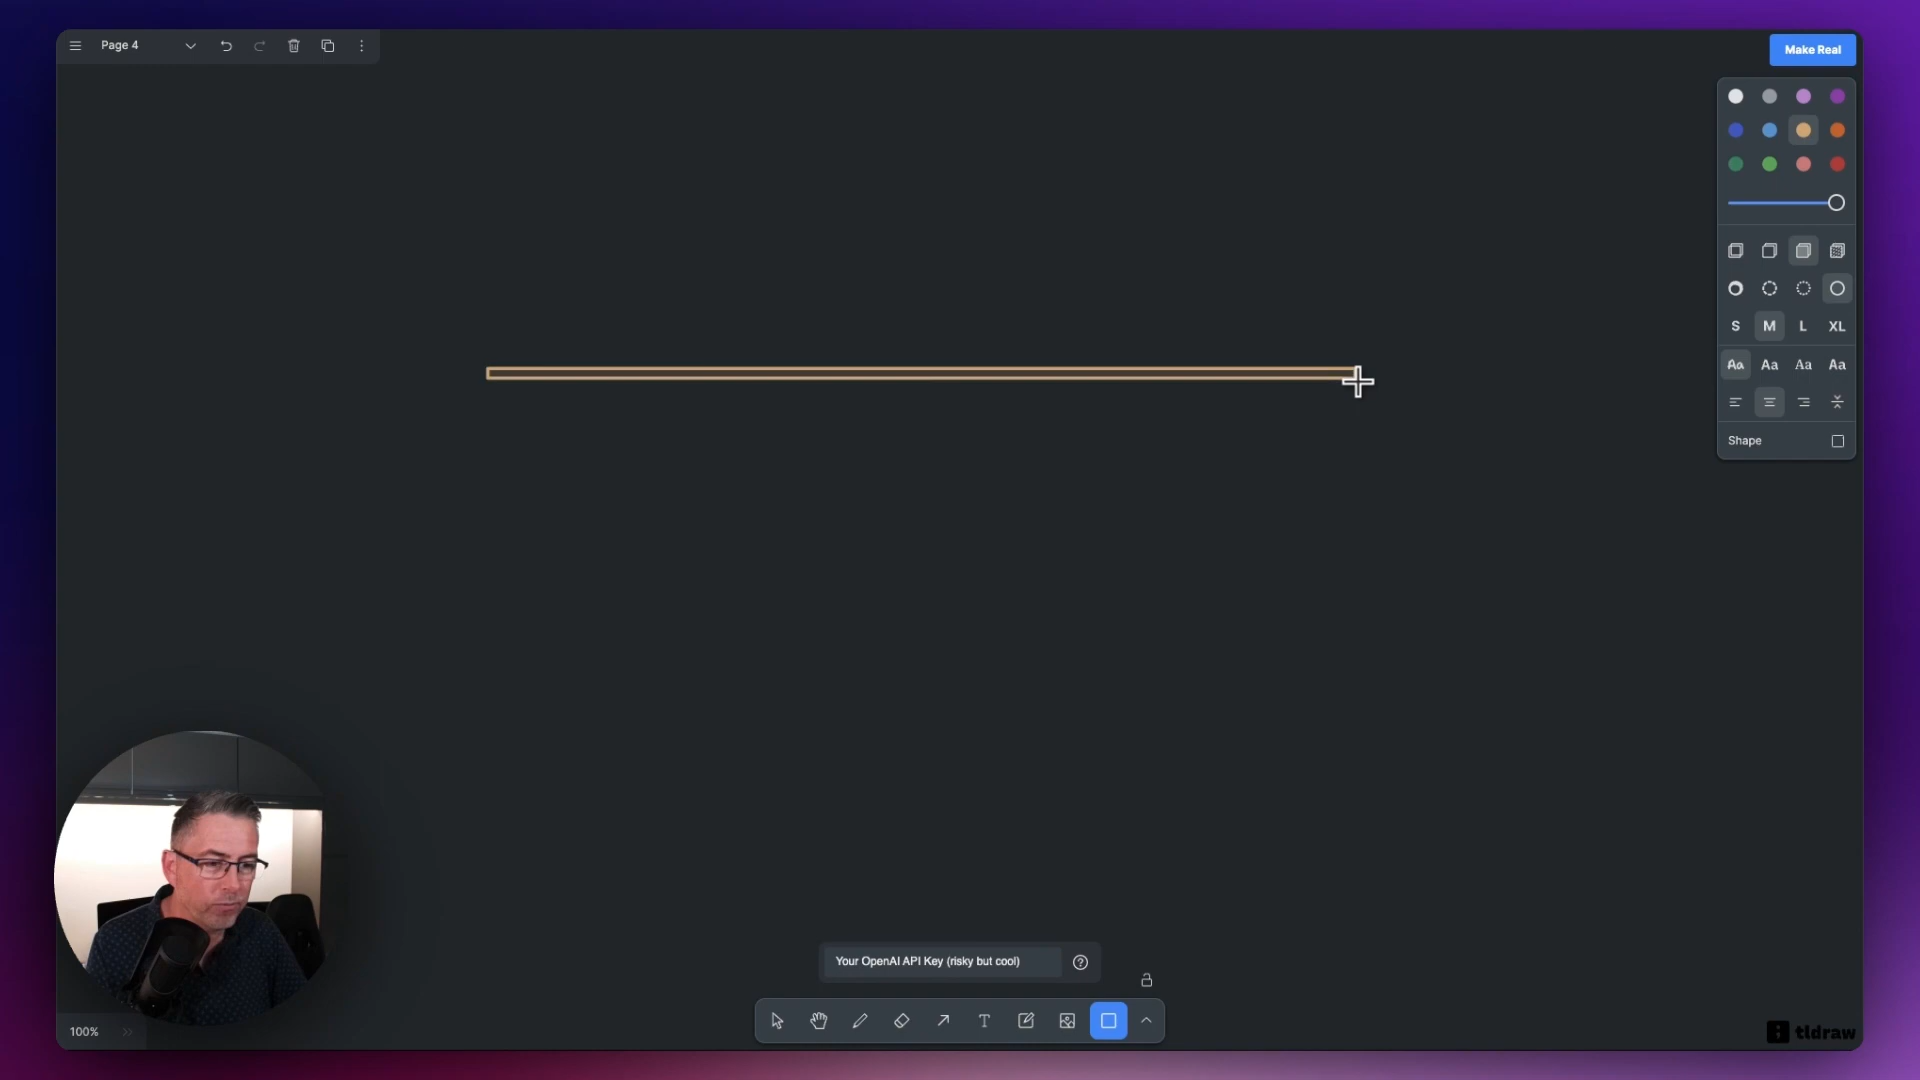 Page 4
Make Real
S M L XL
Aa Aa Aa Aa
Shape
Your OpenAI API Key (risky but cool)
100%
tldraw